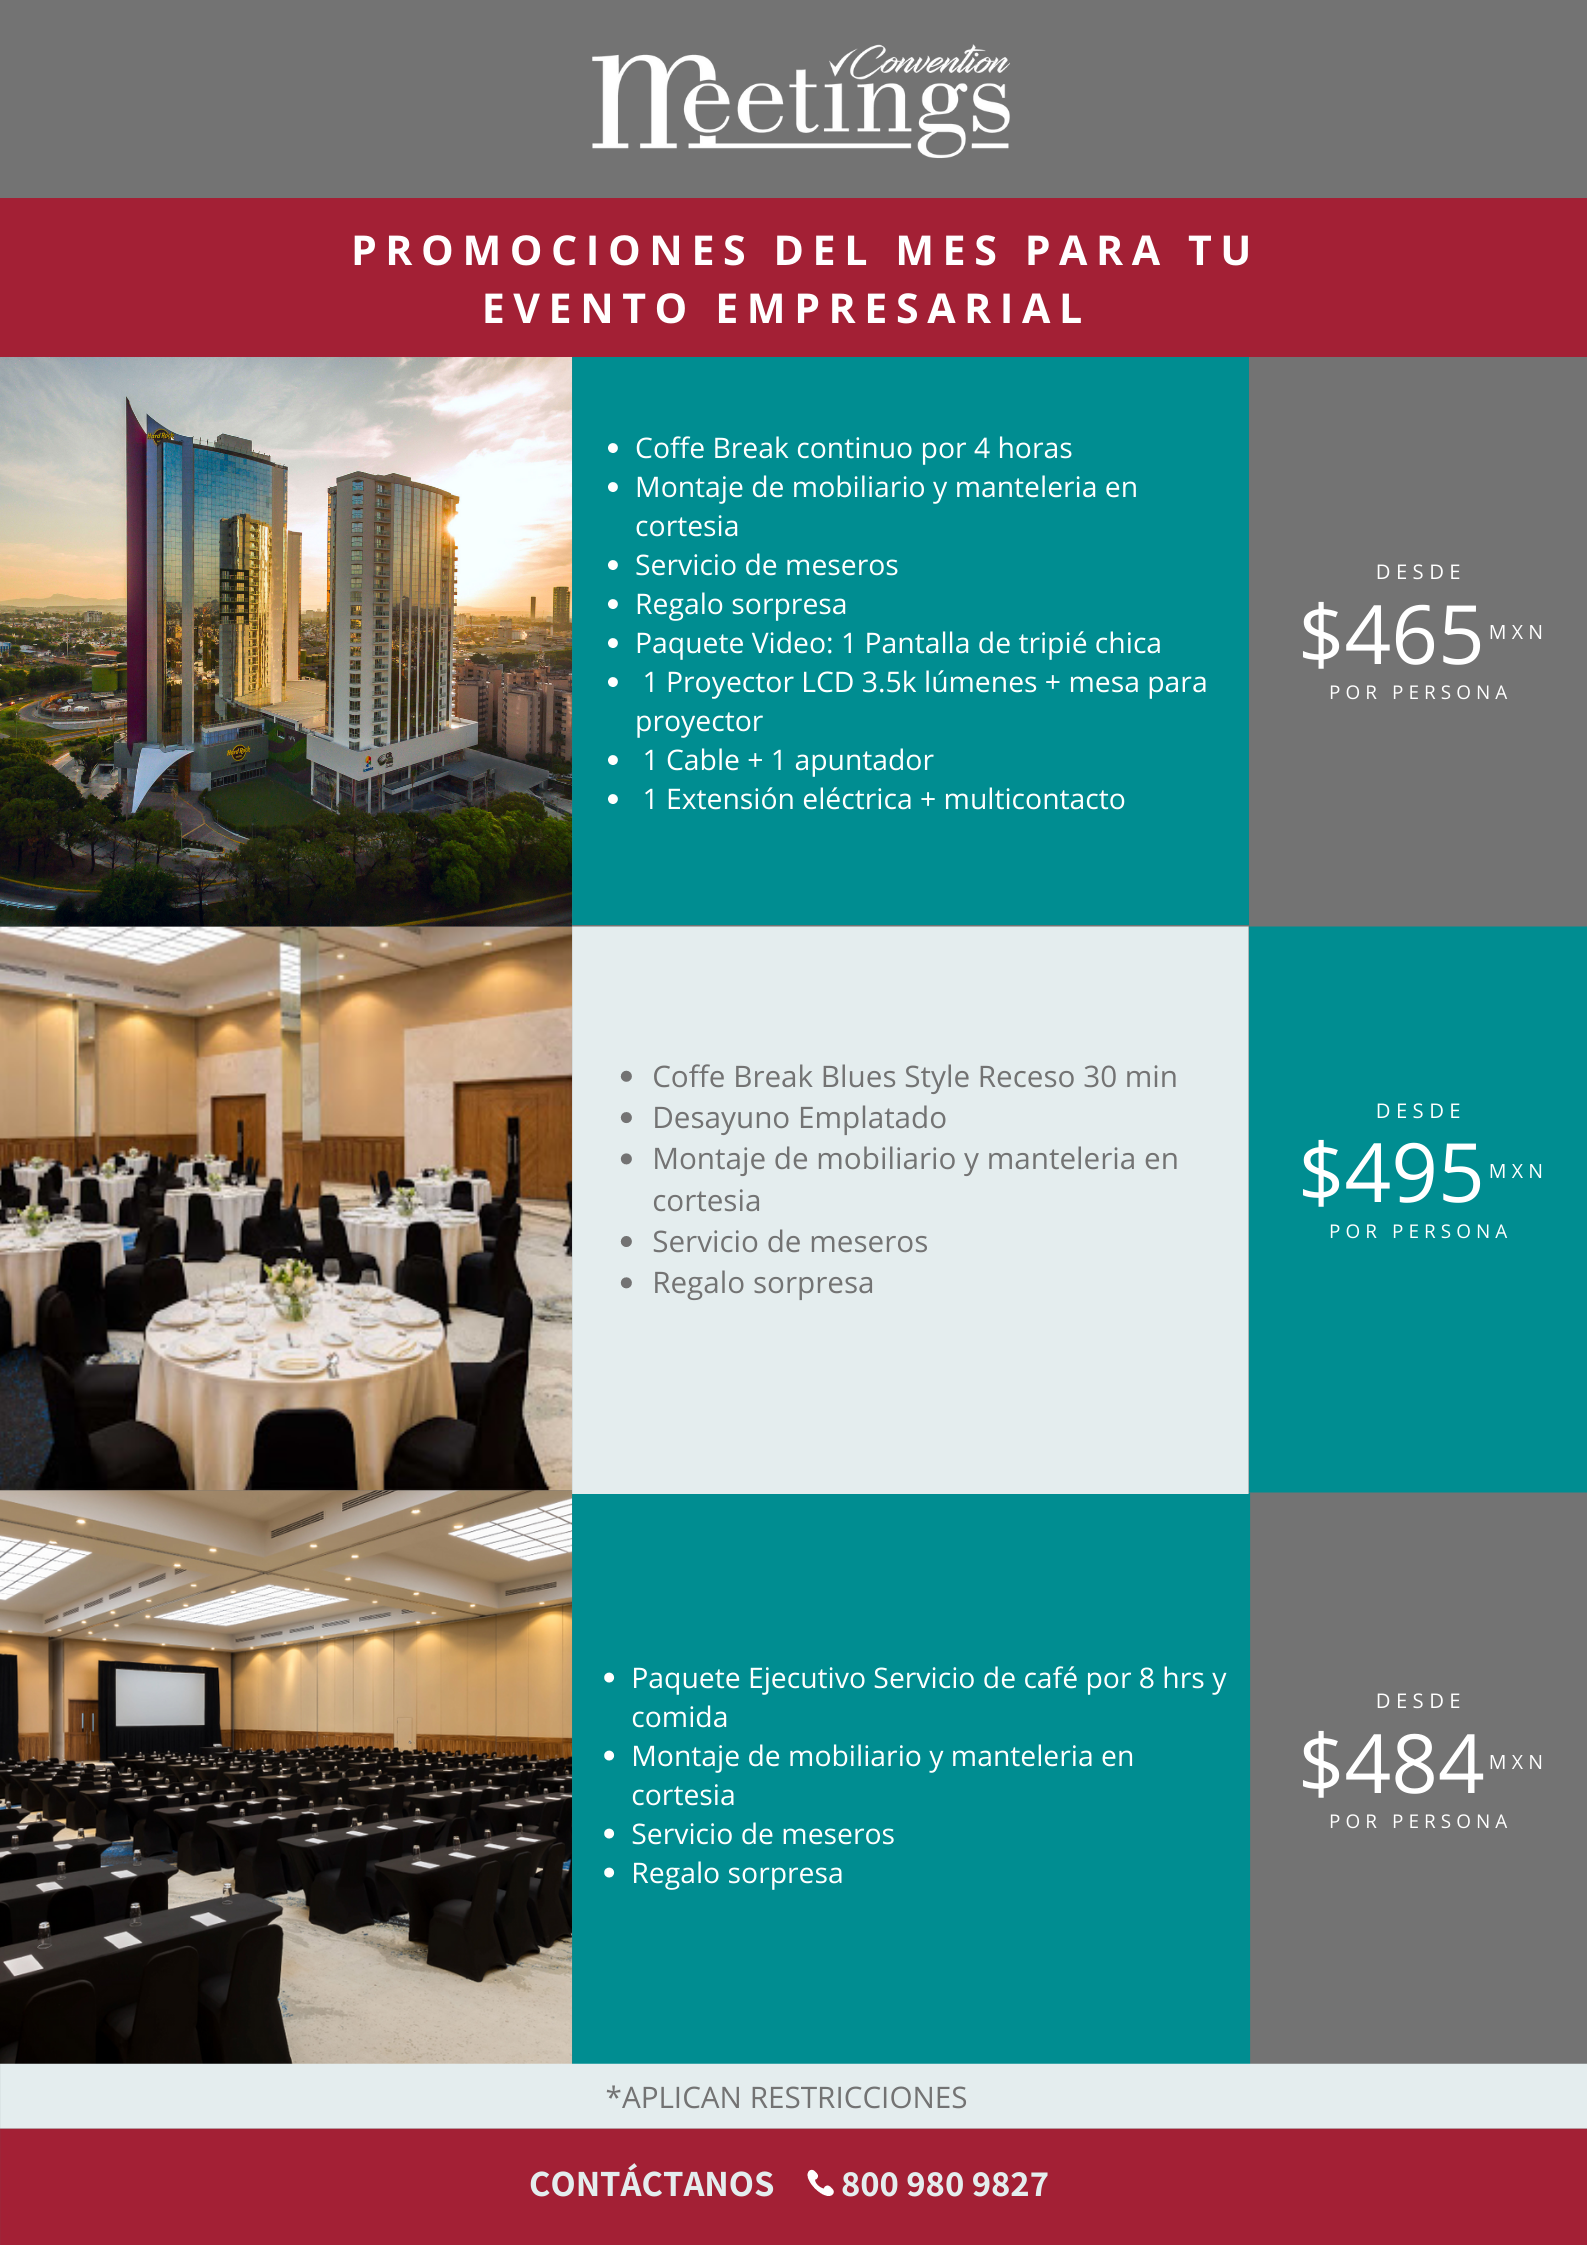 Convention
Meetings
PROMOCIONES DEL MES PARA TU
EVENTO EMPRESARIAL
Hard Rock
Hard Rock
• Coffe Break continuo por 4 horas
• Montaje de mobiliario y manteleria en
cortesia
• Servicio de meseros
• Regalo sorpresa
• Paquete Video: 1 Pantalla de tripié chica
• 1 Proyector LCD 3.5k lúmenes + mesa para
proyector
• 1 Cable + 1 apuntador
• 1 Extensión eléctrica + multicontacto
DESDE
$465 MXN
POR PERSONA
• Coffe Break Blues Style Receso 30 min
• Desayuno Emplatado
• Montaje de mobiliario y manteleria en
cortesia
• Servicio de meseros
• Regalo sorpresa
DESDE
$495 MXN
POR PERSONA
• Paquete Ejecutivo Servicio de café por 8 hrs y
comida
• Montaje de mobiliario y manteleria en
cortesia
• Servicio de meseros
• Regalo sorpresa
DESDE
$484 MXN
POR PERSONA
*APLICAN RESTRICCIONES
CONTÁCTANOS 800 980 9827